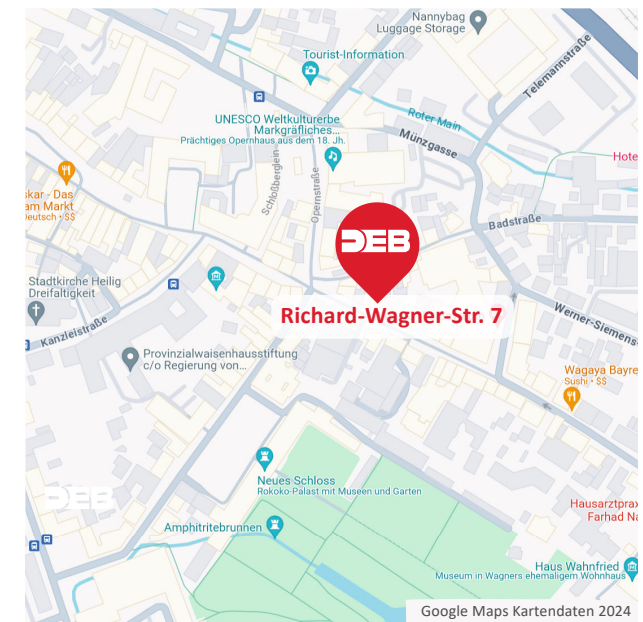 Nannybag
Luggage Storage
Tourist-Information
Telemannstraße
Roter Main
UNESCO Weltkulturerbe
Markgräfliches...
Prächtiges Opernhaus aus dem 18. Jh.
Münzgasse
Hote
Schloßberglein
Opernstraße
skar - Das
am Markt
Deutsch • $$
Badstraße
DEB
Stadtkirche Heilig
Dreifaltigkeit
Richard-Wagner-Str. 7
Kanzleistraße
Werner-Siemens
Provinzialwaisenhausstiftung
c/o Regierung von...
Wagaya Bayre
Sushi • $$
Neues Schloss
Rokoko-Palast mit Museen und Garten
DEB
Hausarztprax
Farhad Na
Amphitritebrunnen
Haus Wahnfried
Museum in Wagners ehemaligem Wohnhaus
Google Maps Kartendaten 2024